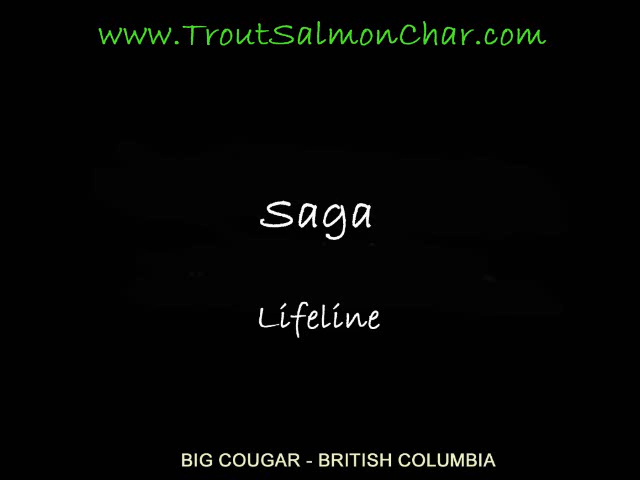 www.TroutSalmonChar.com
Saga
Lifeline
BIG COUGAR - BRITISH COLUMBIA